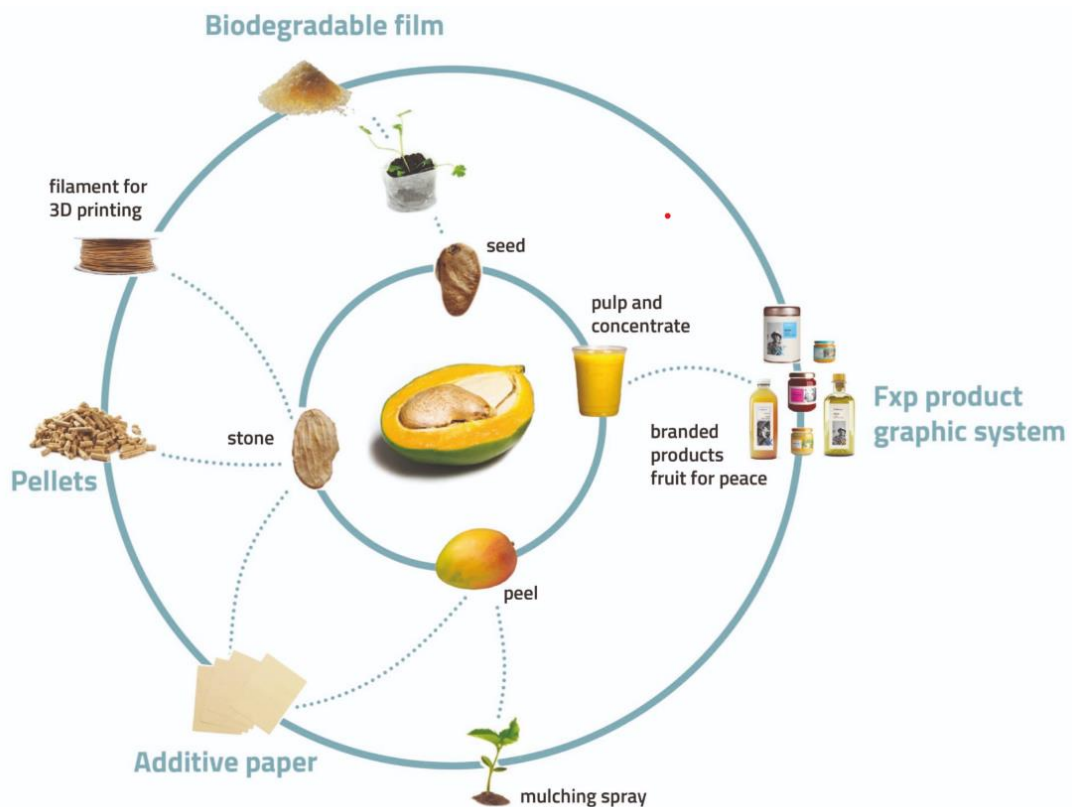 Biodegradable film
filament for
3D printing
seed
pulp and
concentrate
Fxp product
graphic system
branded
products
fruit for peace
stone
Pellets
peel
Additive paper
mulching spray